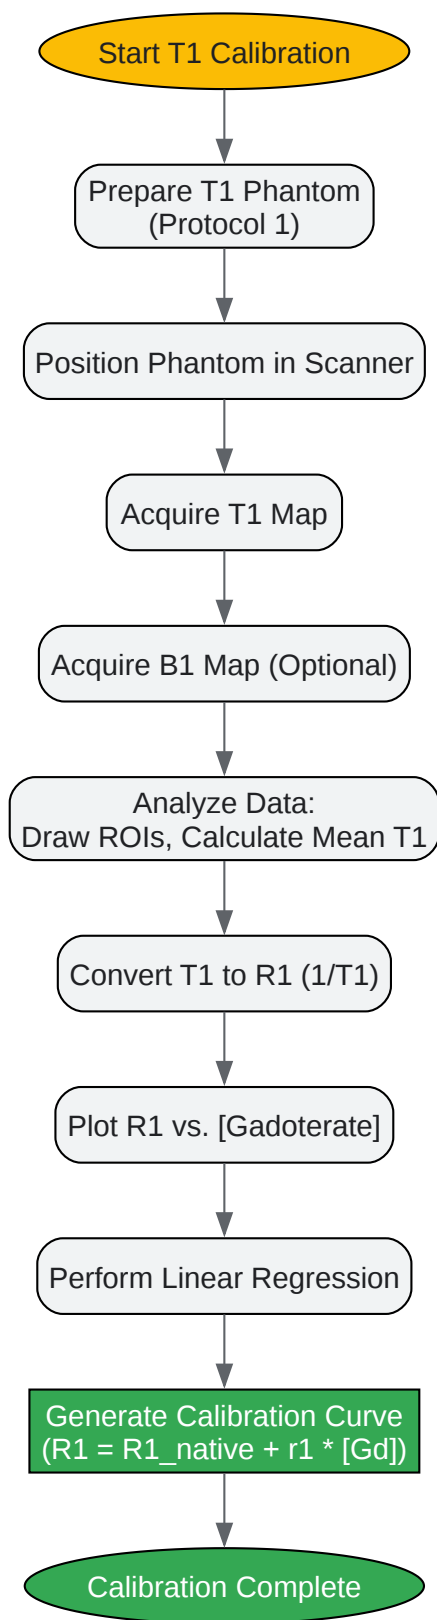 Start T1 Calibration
Prepare T1 Phantom
(Protocol 1)
Position Phantom in Scanner
Acquire T1 Map
Acquire B1 Map (Optional)
Analyze Data:
Draw ROIs, Calculate Mean T1
Convert T1 to R1 (1/T1)
Plot R1 vs. [Gadoterate]
Perform Linear Regression
Generate Calibration Curve
(R1 = R1_native + r1 * [Gd])
Calibration Complete